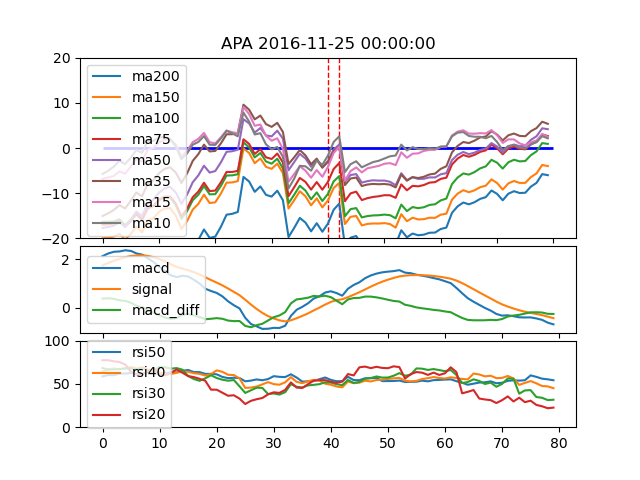 APA 2016-11-25 00:00:00
20
10
0
−10
−20
ma200
ma150
ma100
ma75
ma50
ma35
ma15
ma10
2
0
macd
signal
macd_diff
100
50
0
rsi50
rsi40
rsi30
rsi20
0 10 20 30 40 50 60 70 80